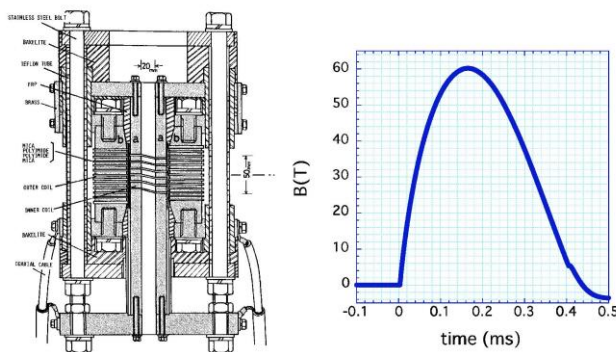 STAINLESS STEEL BOLT
BAKELITE
TEFLON TUBE
FRP
BRASS
MICA
POLYIMIDE
POLYIMIDE
MICA
OUTER COIL
INNER COIL
BAKELITE
COAXIAL CABLE
20mm
b a a b
50mm
60
50
40
30
20
10
0
B(T)
-0.1 0 0.1 0.2 0.3 0.4 0.5
time (ms)